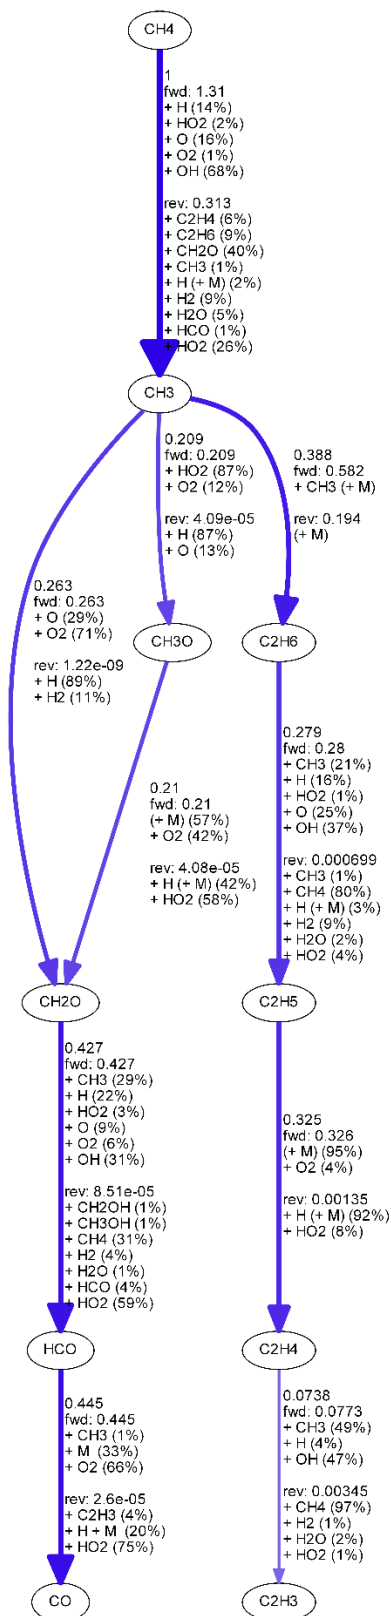 CH4
1
fwd: 1.31
+ H (14%)
+ HO2 (2%)
+ O (16%)
+ O2 (1%)
+ OH (68%)
rev: 0.313
+ C2H4 (6%)
+ C2H6 (9%)
+ CH2O (40%)
+ CH3 (1%)
+ H (+ M) (2%)
+ H2 (9%)
+ H2O (5%)
+ HCO (1%)
+ HO2 (26%)
CH3
0.209
fwd: 0.209
+ HO2 (87%)
+ O2 (12%)
rev: 4.09e-05
+ H (87%)
+ O (13%)
0.388
fwd: 0.582
+ CH3 (+ M)
rev: 0.194
(+ M)
0.263
fwd: 0.263
+ O (29%)
+ O2 (71%)
rev: 1.22e-09
+ H (89%)
+ H2 (11%)
CH3O
C2H6
0.21
fwd: 0.21
(+ M) (57%)
+ O2 (42%)
rev: 4.08e-05
+ H (+ M) (42%)
+ HO2 (58%)
0.279
fwd: 0.28
+ CH3 (21%)
+ H (16%)
+ HO2 (1%)
+ O (25%)
+ OH (37%)
rev: 0.000699
+ CH3 (1%)
+ CH4 (80%)
+ H (+ M) (3%)
+ H2 (9%)
+ H2O (2%)
+ HO2 (4%)
CH2O
C2H5
0.427
fwd: 0.427
+ CH3 (29%)
+ H (22%)
+ HO2 (3%)
+ O (9%)
+ O2 (6%)
+ OH (31%)
rev: 8.51e-05
+ CH2OH (1%)
+ CH3OH (1%)
+ CH4 (31%)
+ H2 (4%)
+ H2O (1%)
+ HCO (4%)
+ HO2 (59%)
0.325
fwd: 0.326
(+ M) (95%)
+ O2 (4%)
rev: 0.00135
+ H (+ M) (92%)
+ HO2 (8%)
HCO
C2H4
0.445
fwd: 0.445
+ CH3 (1%)
+ M (33%)
+ O2 (66%)
rev: 2.6e-05
+ C2H3 (4%)
+ H + M (20%)
+ HO2 (75%)
0.0738
fwd: 0.0773
+ CH3 (49%)
+ H (4%)
+ OH (47%)
rev: 0.00345
+ CH4 (97%)
+ H2 (1%)
+ H2O (2%)
+ HO2 (1%)
CO
C2H3